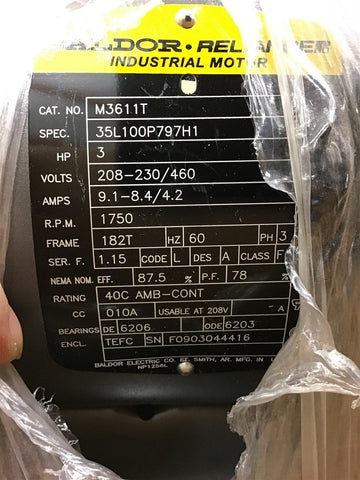 BALDOR • RELIANCE
INDUSTRIAL MOTOR
CAT. NO. M3611T
SPEC. 35L100P797H1
HP 3
VOLTS 208-230/460
AMPS 9.1-8.4/4.2
R.P.M. 1750
FRAME 182T HZ 60 PH 3
SER. F. 1.15 CODE L DES A CLASS F
NEMA NOM. EFF. 87.5 % P.F. 78 %
RATING 40C AMB-CONT
CC 010A USABLE AT 208V A
BEARINGS DE 6206 ODE 6203
ENCL. TEFC SN F0903044416
BALDOR ELECTRIC CO. FT. SMITH, AR. MFG. IN U
NP1256L